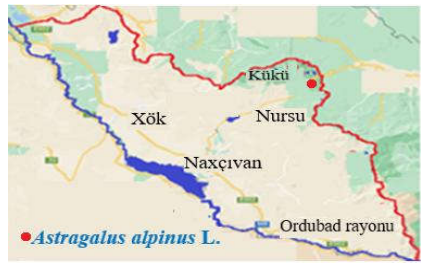 Kükü
Xök
Nursu
Naxçıvan
Ordubad rayonu
Astragalus alpinus L.